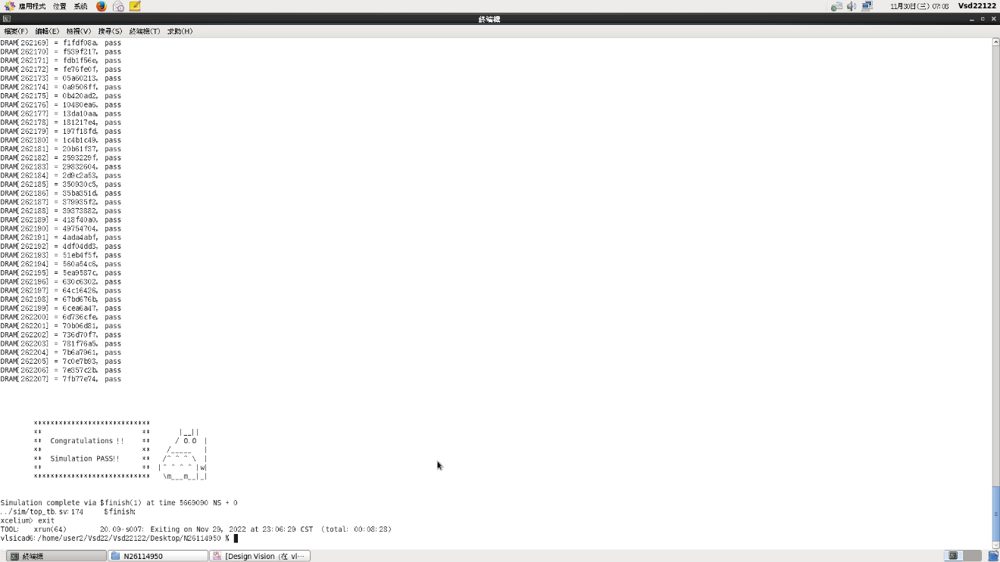 應用程式 位置 系統 11月30日(三) 07:03 Vsd22122
終端機
檔案(F) 編輯(E) 檢視(V) 搜尋(S) 終端機(T) 求助(H)
DRAM[262169] = f1fdf08a, pass
DRAM[262170] = f539f217, pass
DRAM[262171] = fdb1f56e, pass
DRAM[262172] = fe76fe0f, pass
DRAM[262173] = 05a60213, pass
DRAM[262174] = 0a9506ff, pass
DRAM[262175] = 0b420ad2, pass
DRAM[262176] = 10480ea6, pass
DRAM[262177] = 13da10aa, pass
DRAM[262178] = 181217e4, pass
DRAM[262179] = 197f18fd, pass
DRAM[262180] = 1c4b1c49, pass
DRAM[262181] = 20b61f37, pass
DRAM[262182] = 2593229f, pass
DRAM[262183] = 29832604, pass
DRAM[262184] = 2d9c2a53, pass
DRAM[262185] = 350930c5, pass
DRAM[262186] = 35ba351d, pass
DRAM[262187] = 379935f2, pass
DRAM[262188] = 39373882, pass
DRAM[262189] = 418f40a0, pass
DRAM[262190] = 49754704, pass
DRAM[262191] = 4ada4abf, pass
DRAM[262192] = 4df04dd3, pass
DRAM[262193] = 51eb4f5f, pass
DRAM[262194] = 560a54c6, pass
DRAM[262195] = 5ea9587c, pass
DRAM[262196] = 630c6302, pass
DRAM[262197] = 64c16426, pass
DRAM[262198] = 67bd676b, pass
DRAM[262199] = 6cea6a47, pass
DRAM[262200] = 6d736cfe, pass
DRAM[262201] = 70b06d81, pass
DRAM[262202] = 736d70f7, pass
DRAM[262203] = 781f76a5, pass
DRAM[262204] = 7b6a7961, pass
DRAM[262205] = 7c0e7b93, pass
DRAM[262206] = 7e357c2b, pass
DRAM[262207] = 7fb77e74, pass
****************************
** ** |__||
** Congratulations !! ** / O.O |
** ** /_____ |
** Simulation PASS!! ** /^ ^ ^ \ |
** ** |^ ^ ^ ^ |w|
**************************** \m___m__|_|
Simulation complete via $finish(1) at time 5669090 NS + 0
../sim/top_tb.sv:174 $finish;
xcelium> exit
TOOL: xrun(64) 20.09-s007: Exiting on Nov 29, 2022 at 23:06:29 CST (total: 00:08:28)
vlsicad6:/home/user2/Vsd22/Vsd22122/Desktop/N26114950 %
終端機 N26114950 [Design Vision (在 vl⋯